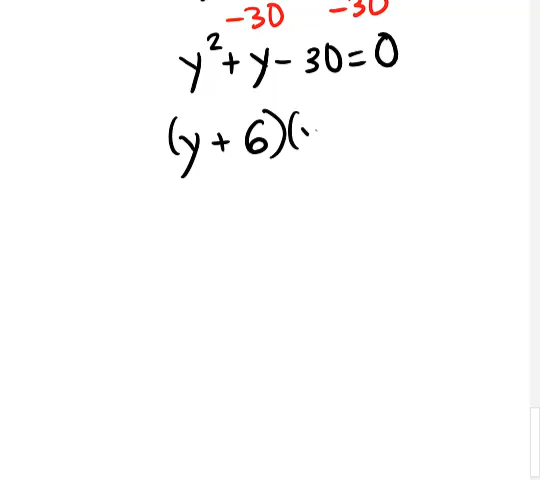 -30 -30
y² + y - 30 = 0
(y + 6)(